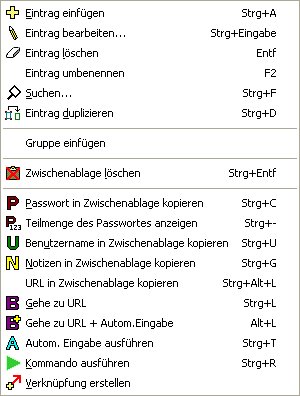 Eintrag einfügen Strg+A
Eintrag bearbeiten... Strg+Eingabe
Eintrag löschen Entf
Eintrag umbenennen F2
Suchen... Strg+F
Eintrag duplizieren Strg+D
Gruppe einfügen
Zwischenablage löschen Strg+Entf
P Passwort in Zwischenablage kopieren Strg+C
P 123 Teilmenge des Passwortes anzeigen Strg+-
U Benutzername in Zwischenablage kopieren Strg+U
N Notizen in Zwischenablage kopieren Strg+G
URL in Zwischenablage kopieren Strg+Alt+L
B Gehe zu URL Strg+L
B Gehe zu URL + Autom.Eingabe Alt+L
A Autom. Eingabe ausführen Strg+T
Kommando ausführen Strg+R
Verknüpfung erstellen